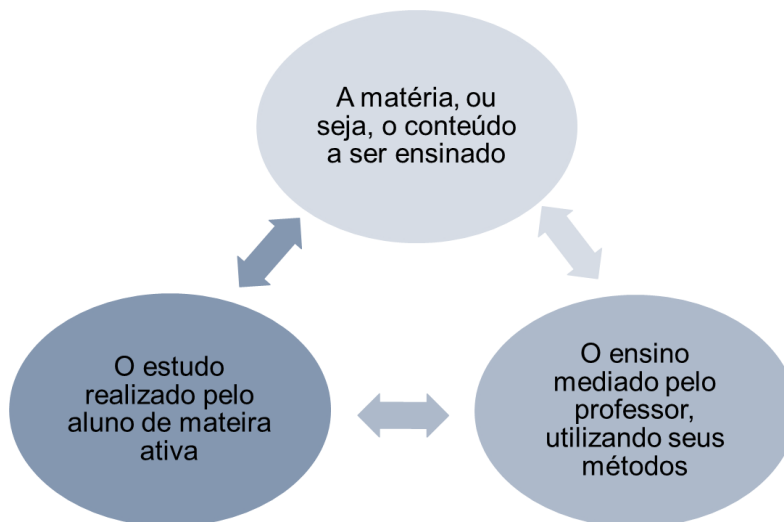 A matéria, ou
seja, o conteúdo
a ser ensinado
O estudo
realizado pelo
aluno de mateira
ativa
O ensino
mediado pelo
professor,
utilizando seus
métodos